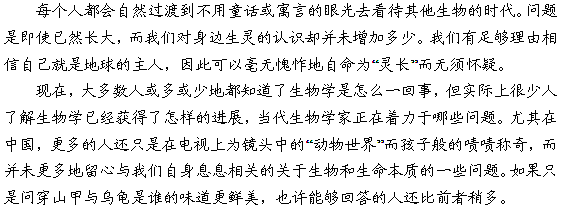 每个人都会自然过渡到不用童话或寓言的眼光去看待其他生物的时代。问题
是即使已然长大，而我们对身边生灵的认识却并未增加多少。我们有足够理由相
信自己就是地球的主人，因此可以毫无愧怍地自命为“灵长”而无须怀疑。
现在，大多数人或多或少地都知道了生物学是怎么一回事，但实际上很少人
了解生物学已经获得了怎样的进展，当代生物学家正在着力于哪些问题。尤其在
中国，更多的人还只是在电视上为镜头中的“动物世界”而孩子般的啧啧称奇，而
并未更多地留心与我们自身息息相关的关于生物和生命本质的一些问题。如果只
是问穿山甲与乌龟是谁的味道更鲜美，也许能够回答的人还比前者稍多。